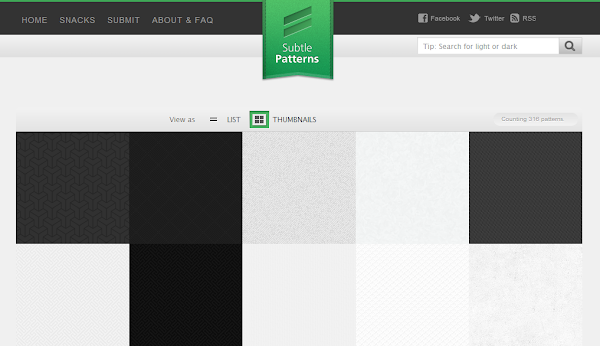 HOME SNACKS SUBMIT ABOUT & FAQ
Facebook Twitter RSS
Subtle
Patterns
Tip: Search for light or dark
View as LIST THUMBNAILS
Counting 318 patterns